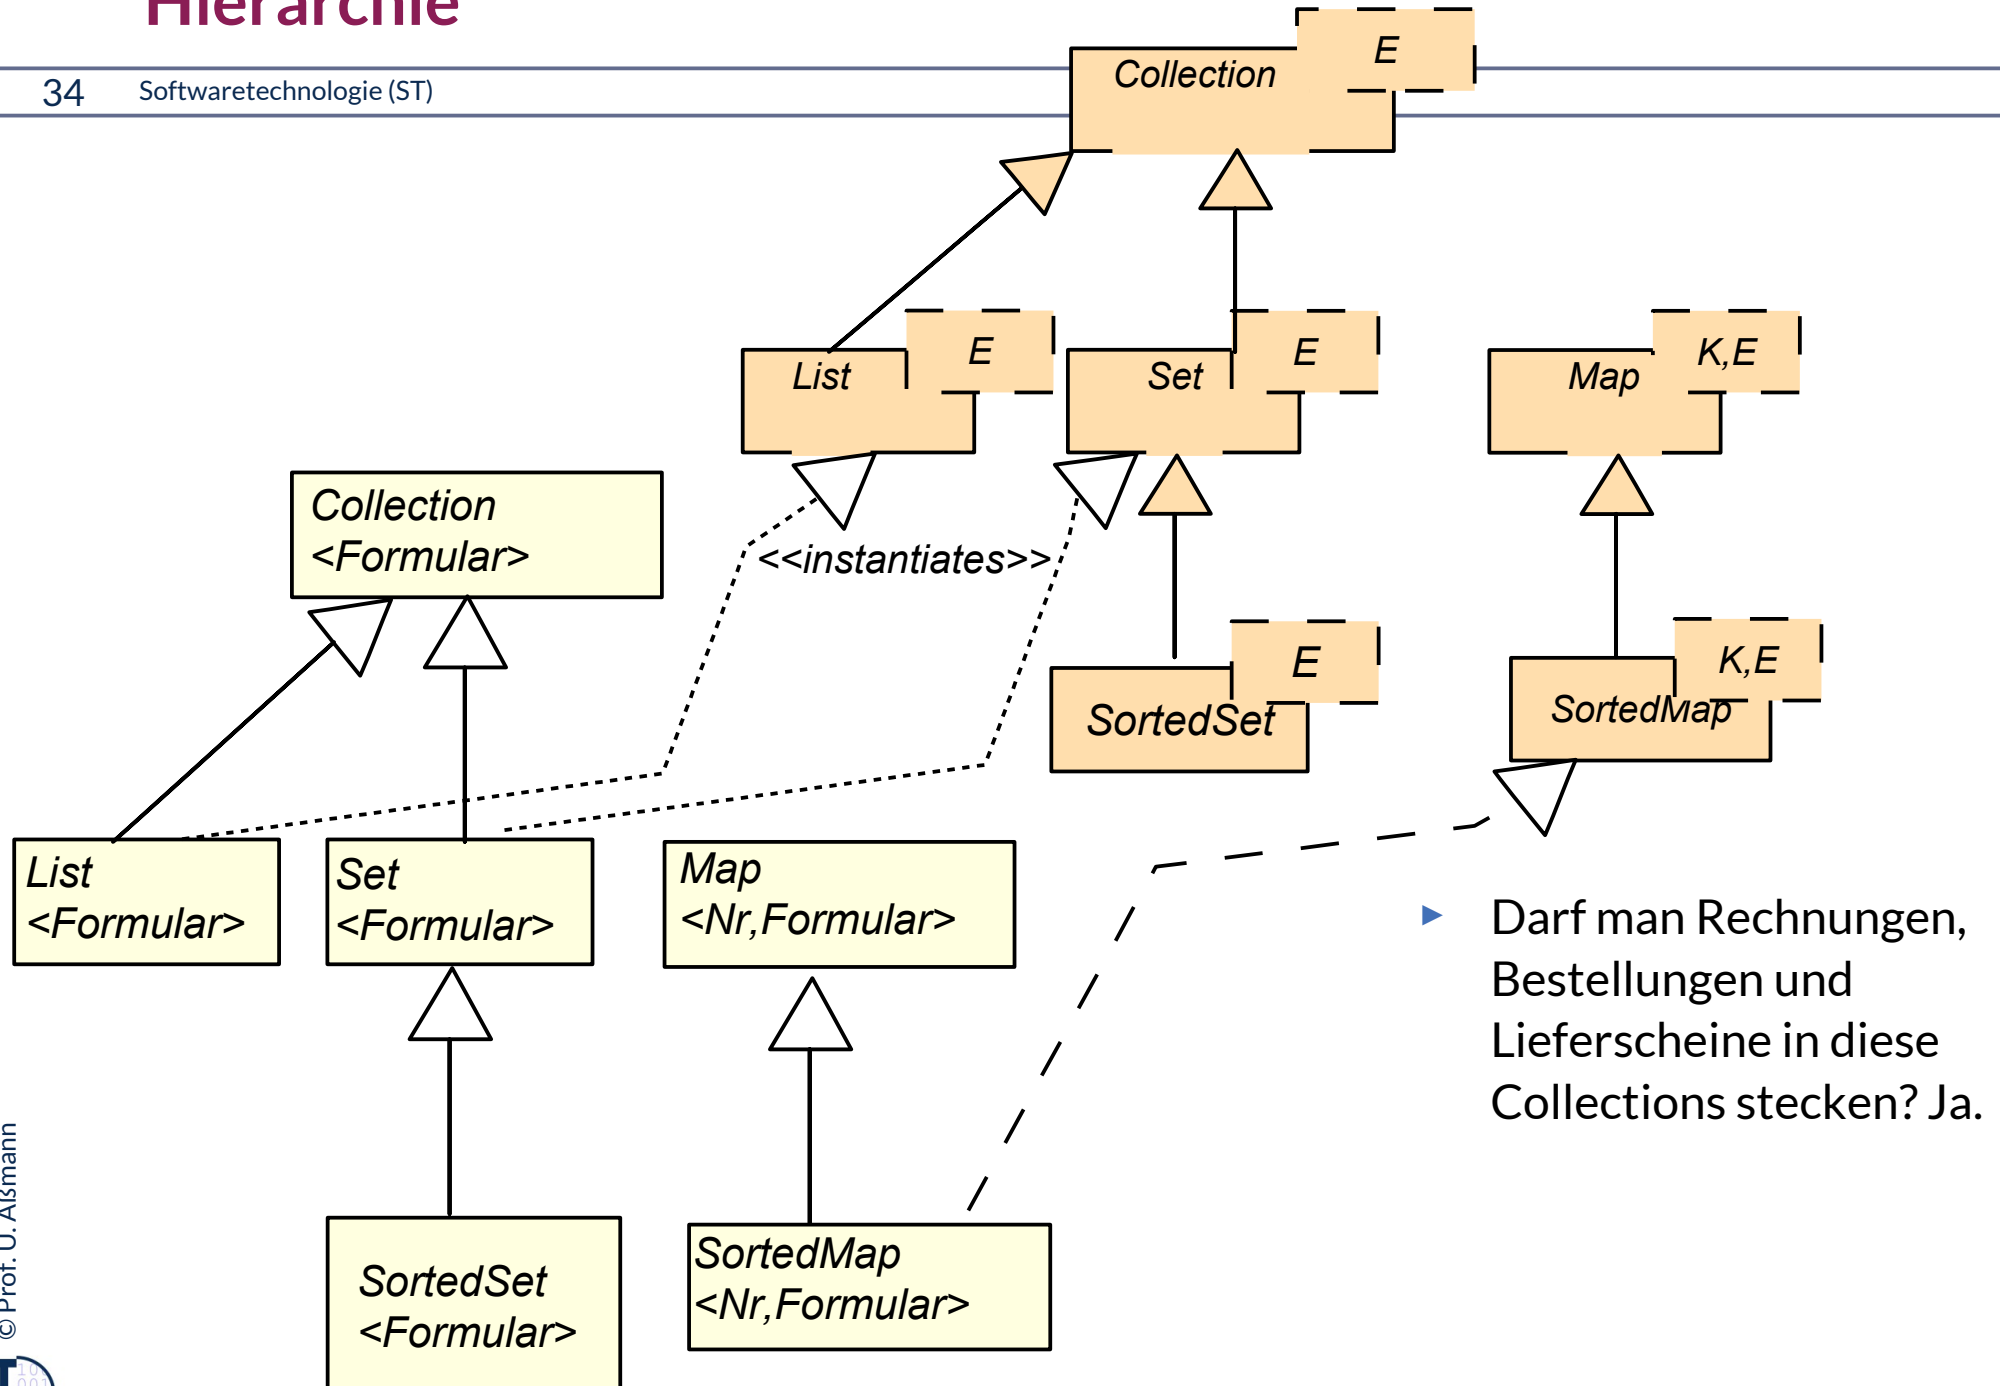 Hierarchie
34 Softwaretechnologie (ST)
Collection
E
List
E
Set
E
Map
K,E
Collection
<Formular>
<<instantiates>>
SortedSet
E
SortedMap
K,E
List
<Formular>
Set
<Formular>
Map
<Nr,Formular>
Darf man Rechnungen,
Bestellungen und
Lieferscheine in diese
Collections stecken? Ja.
SortedSet
<Formular>
SortedMap
<Nr,Formular>
© Prof. U. Aßmann